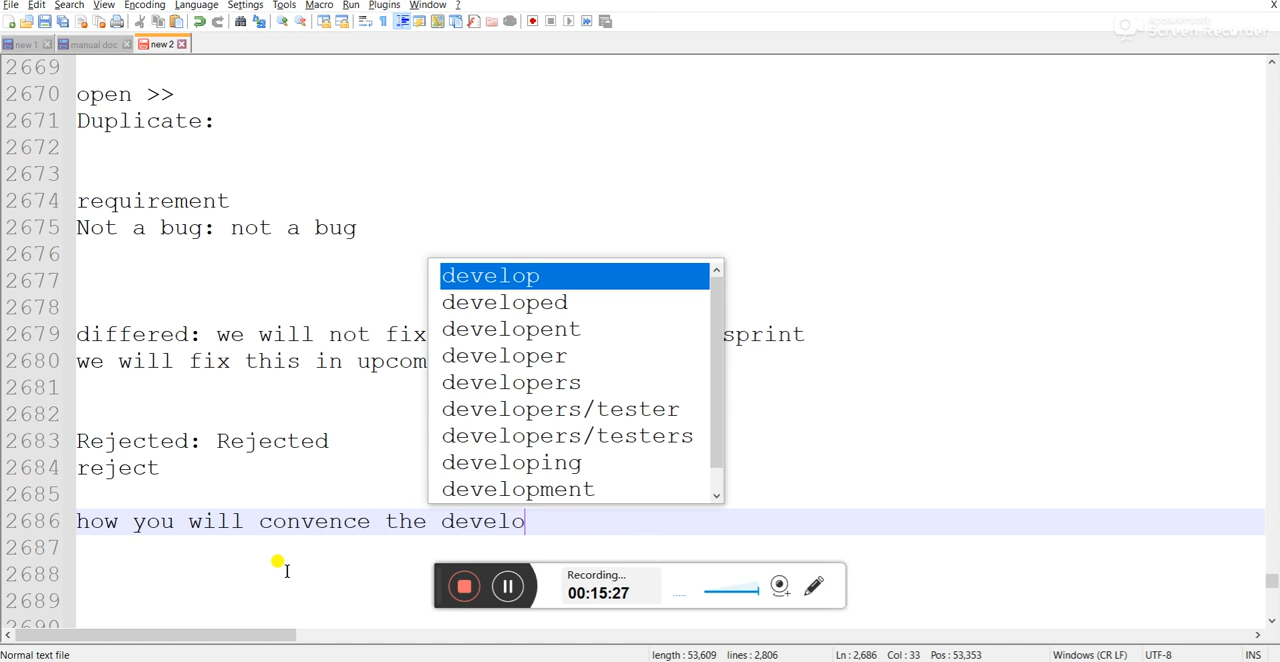 File Edit Search View Encoding Language Settings Tools Macro Run Plugins Window ? X
Apowersoft
Screen Recorder
new 1 manual doc new 2
2669
2670 open >>
2671 Duplicate:
2672
2673
2674 requirement
2675 Not a bug: not a bug
2676
2677
2678
2679 differed: we will not fix sprint
2680 we will fix this in upcom
2681
2682
2683 Rejected: Rejected
2684 reject
2685
2686 how you will convence the develo
2687
2688
2689
2690
develop
developed
developent
developer
developers
developers/tester
developers/testers
developing
development
Recording...
00:15:27
Normal text file length : 53,609 lines : 2,806 Ln : 2,686 Col : 33 Pos : 53,353 Windows (CR LF) UTF-8 INS